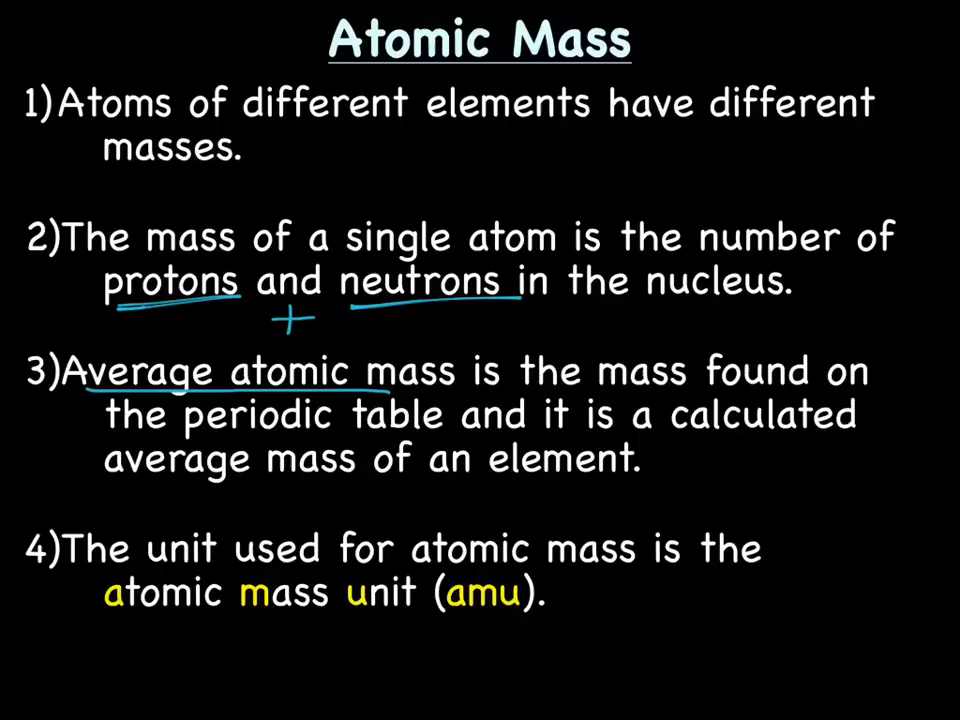 Atomic Mass
1)Atoms of different elements have different
masses.
2)The mass of a single atom is the number of
protons and neutrons in the nucleus.
+
3)Average atomic mass is the mass found on
the periodic table and it is a calculated
average mass of an element.
4)The unit used for atomic mass is the
atomic mass unit (amu).